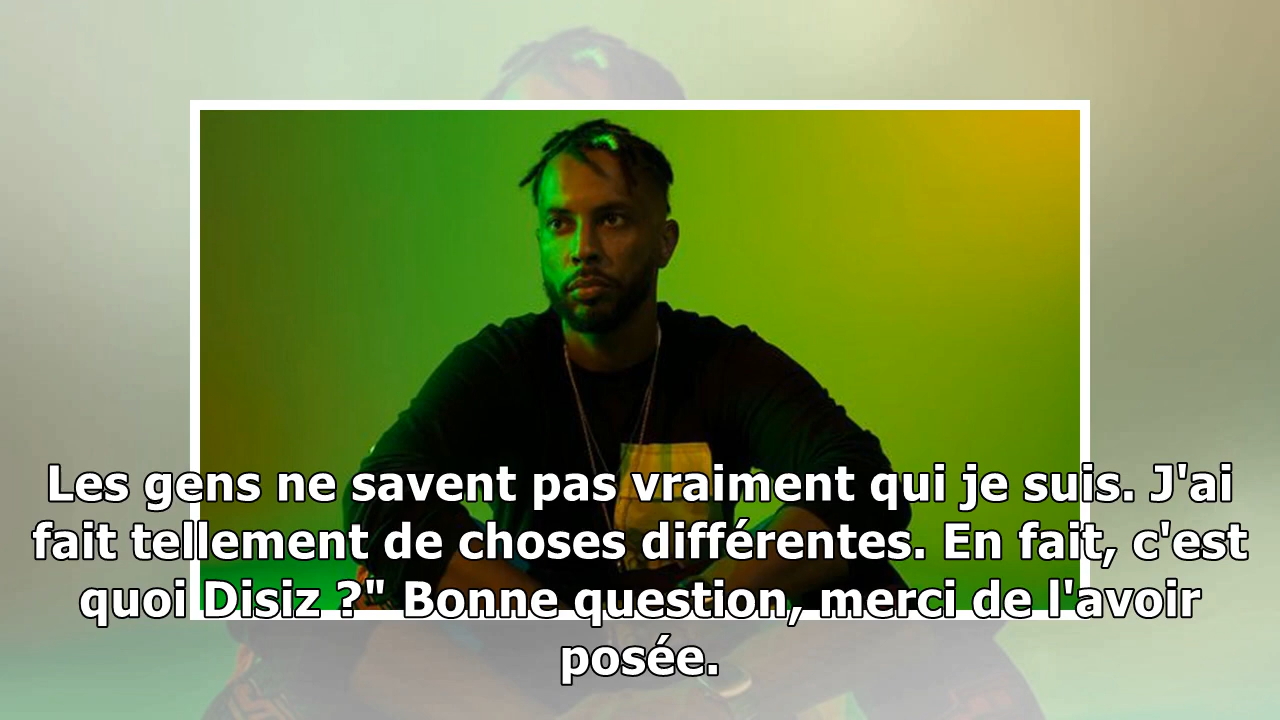 Les gens ne savent pas vraiment qui je suis. J'ai
fait tellement de choses différentes. En fait, c'est
quoi Disiz ?" Bonne question, merci de l'avoir
posée.